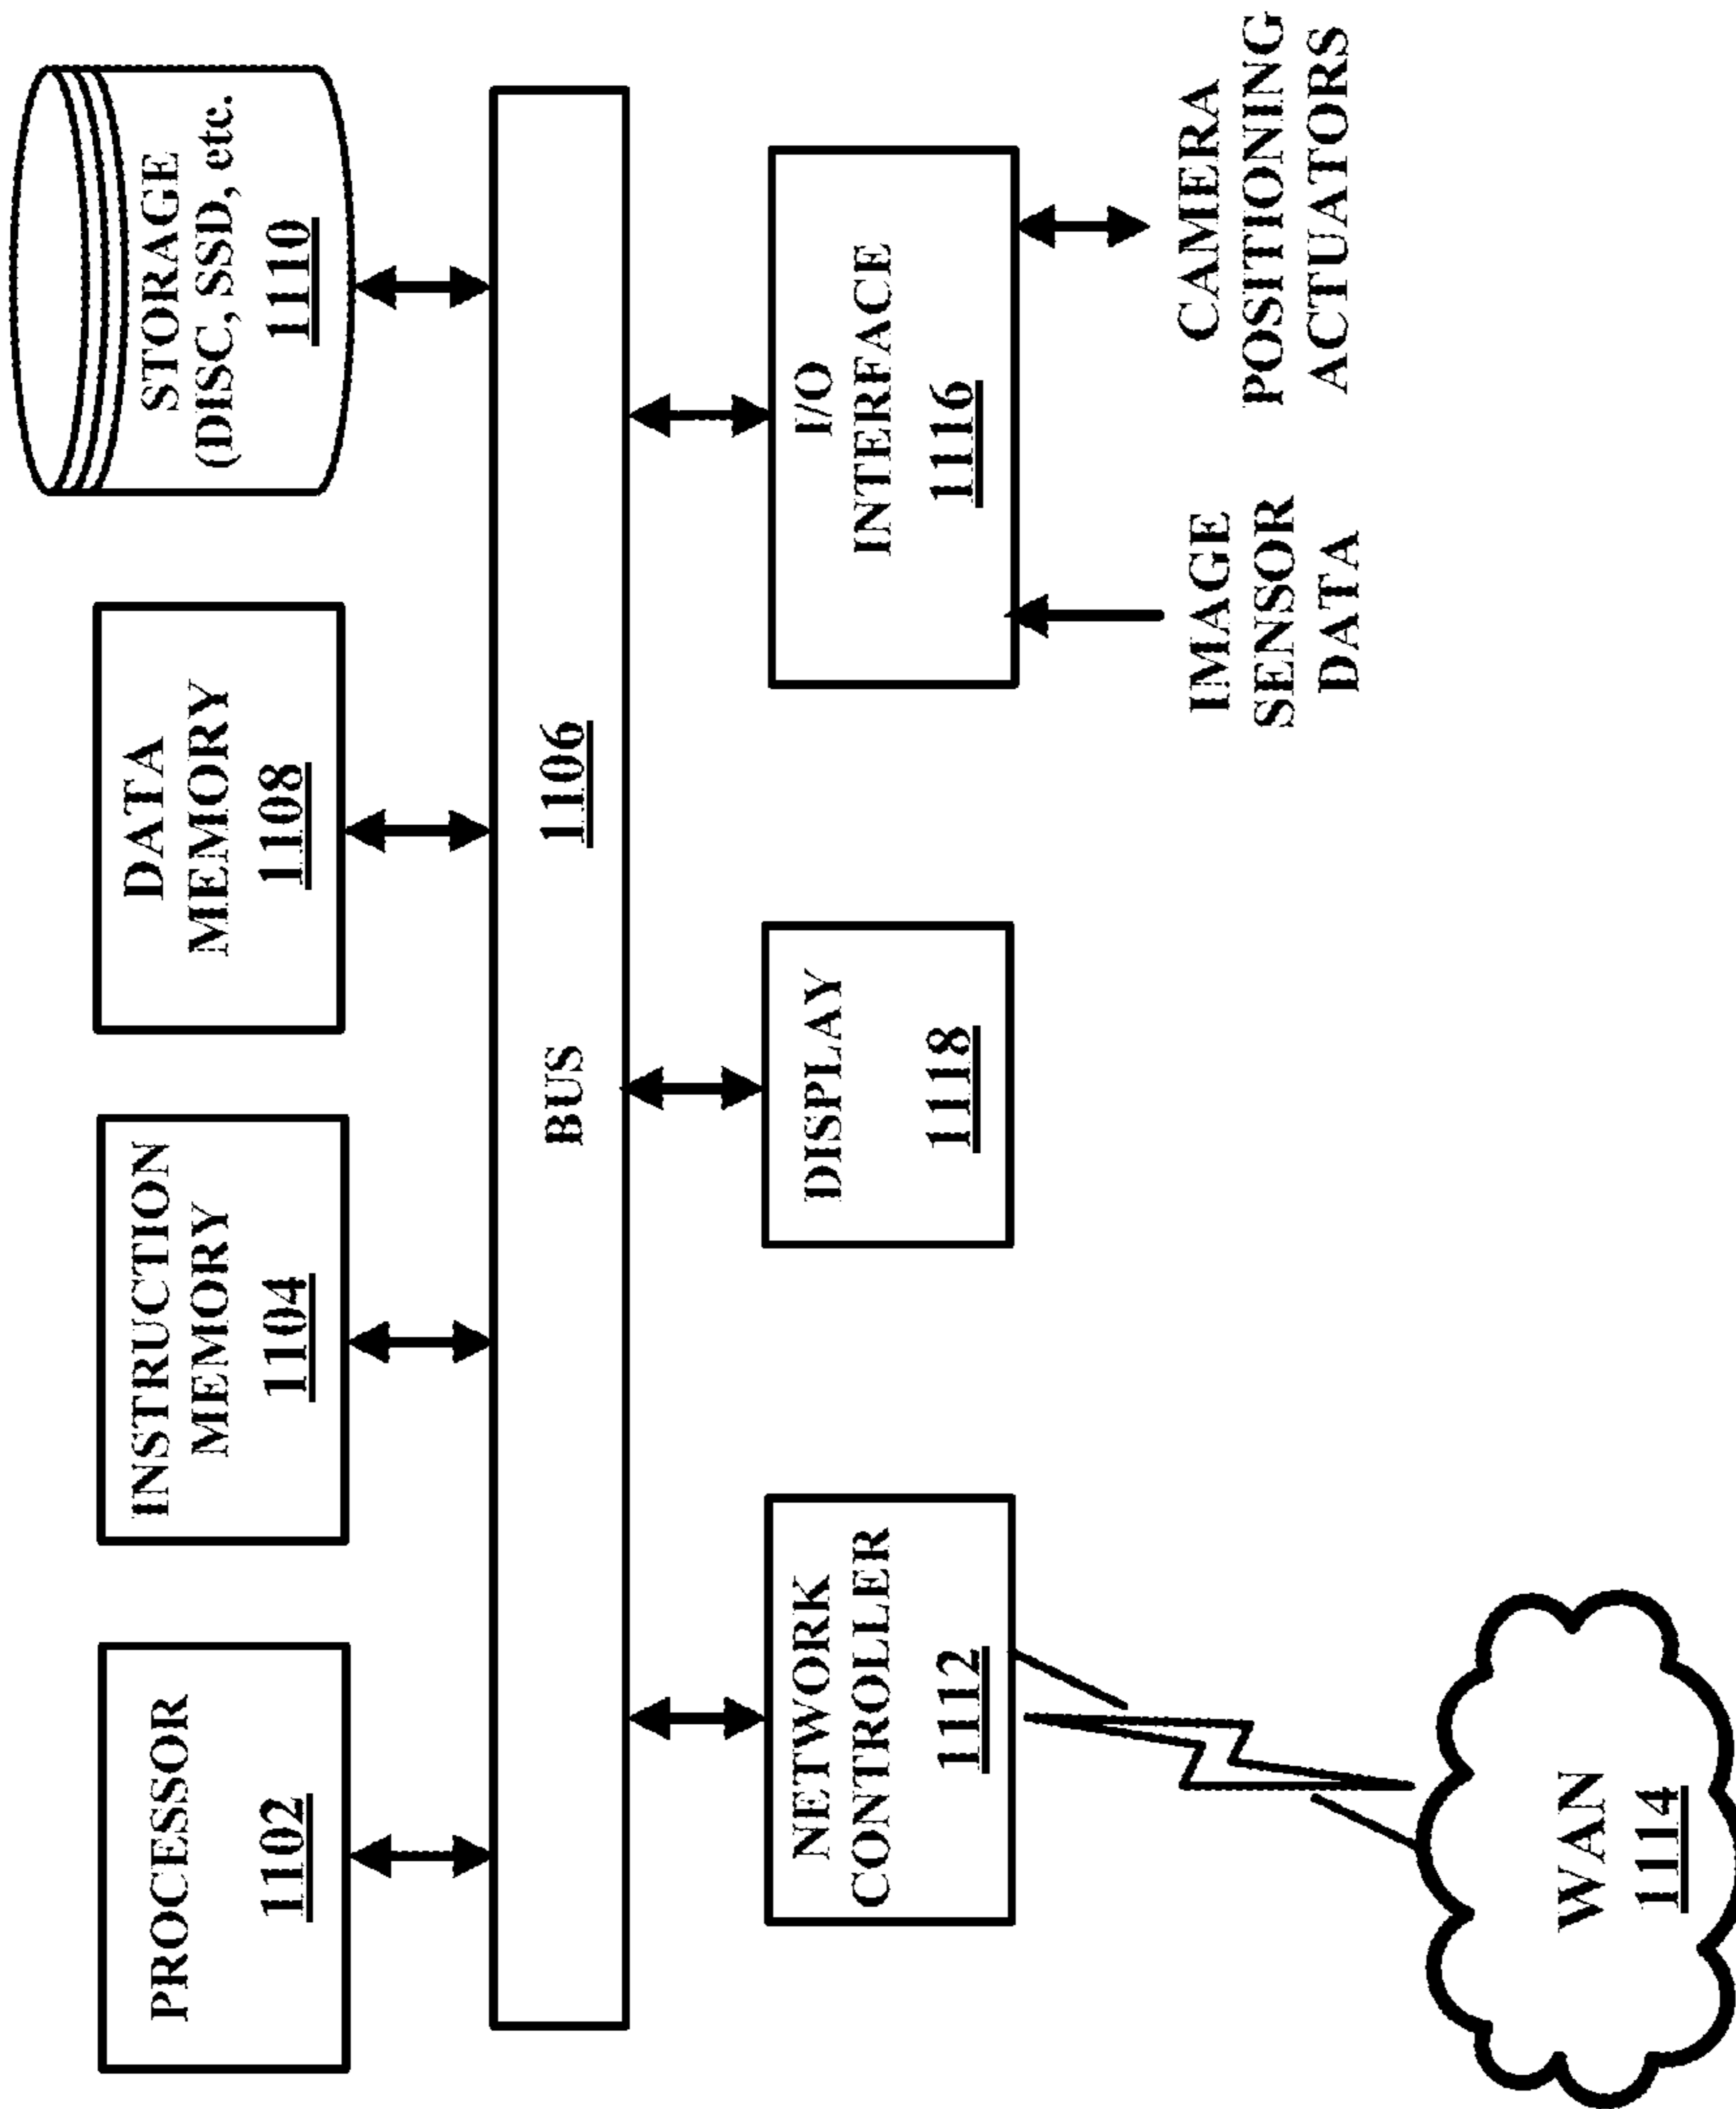 PROCESSOR
1102
INSTRUCTION
MEMORY
1104
DATA
MEMORY
1108
STORAGE
(DISC, SSD, etc.
1110
BUS
1106
NETWORK
CONTROLLER
1112
DISPLAY
1118
I/O
INTERFACE
1116
WAN
1114
IMAGE
SENSOR
DATA
CAMERA
POSITIONING
ACTUATORS